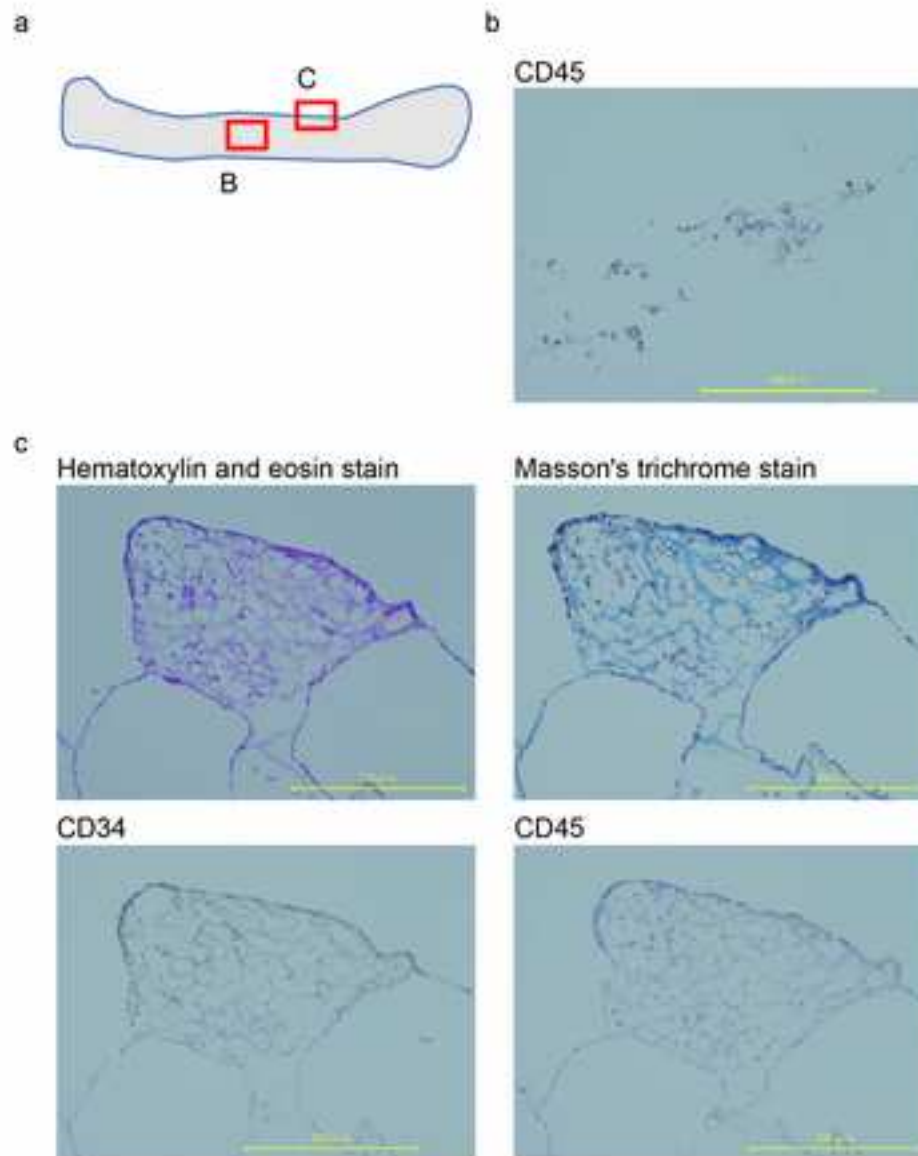 a
b
C
B
CD45
c
Hematoxylin and eosin stain
Masson's trichrome stain
CD34
CD45